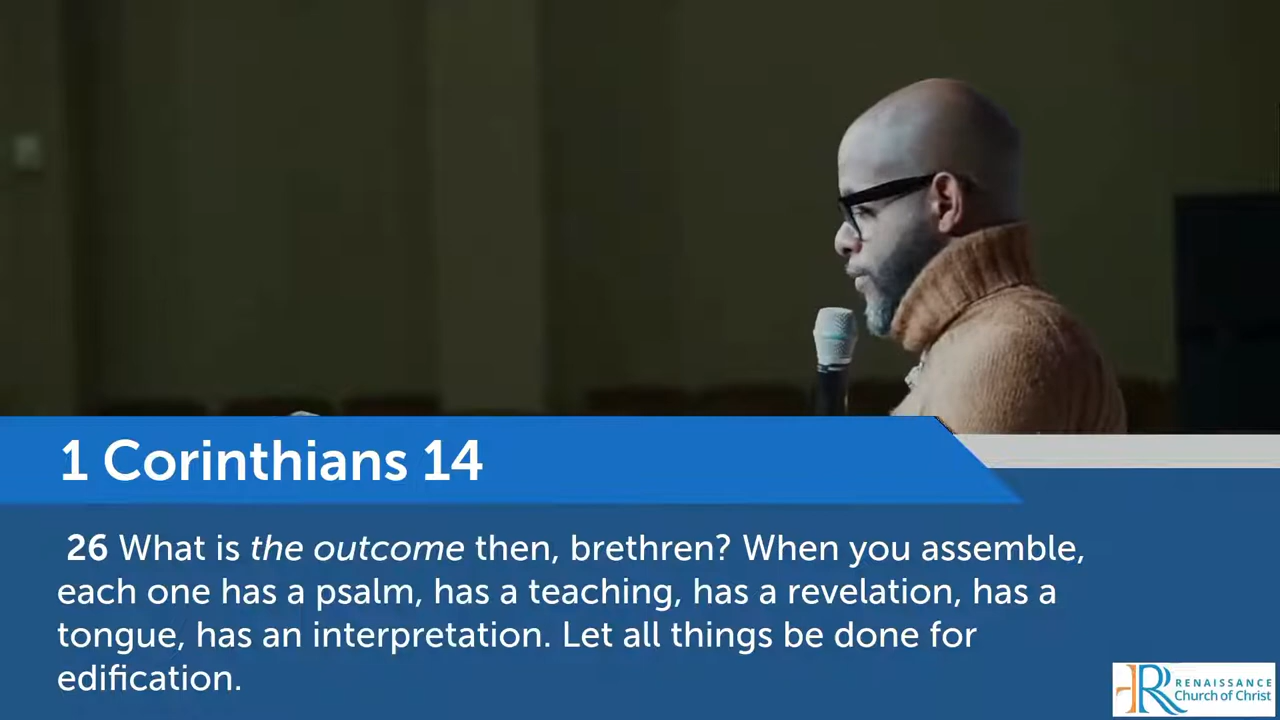 1 Corinthians 14
26 What is the outcome then, brethren? When you assemble,
each one has a psalm, has a teaching, has a revelation, has a
tongue, has an interpretation. Let all things be done for
edification.
RENAISSANCE
Church of Christ